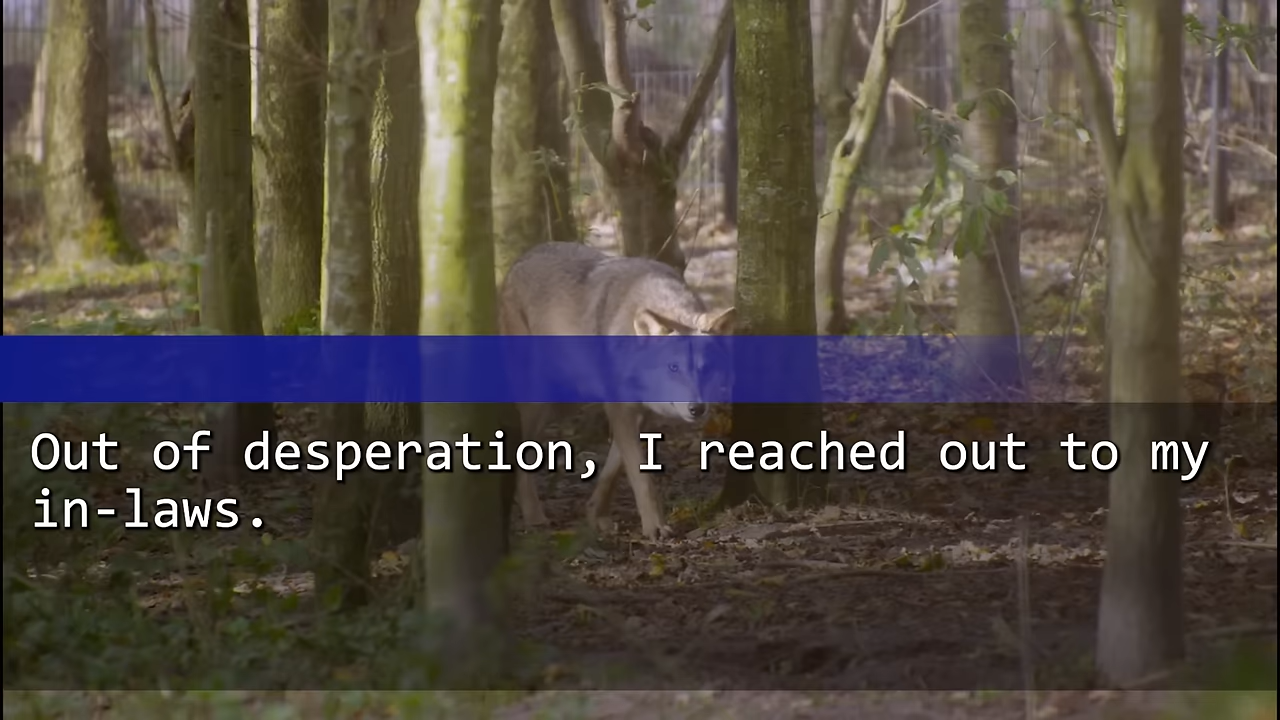 Out of desperation, I reached out to my
in-laws.